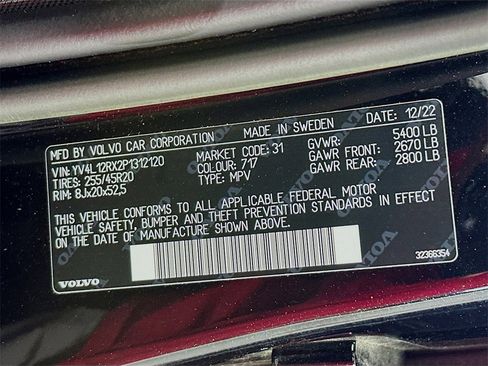 MFD BY VOLVO CAR CORPORATION MADE IN SWEDEN DATE: 12/22
VIN: YV4L12RX2P1312120 MARKET CODE: 31 GVWR: 5400 LB
TIRES: 255/45R20 COLOUR: 717 GAWR FRONT: 2670 LB
RIM: 8Jx20x52,5 TYPE: MPV GAWR REAR: 2800 LB
THIS VEHICLE CONFORMS TO ALL APPLICABLE FEDERAL MOTOR
VEHICLE SAFETY, BUMPER AND THEFT PREVENTION STANDARDS IN EFFECT
ON THE DATE OF MANUFACTURE SHOWN ABOVE.
32366354
VOLVO